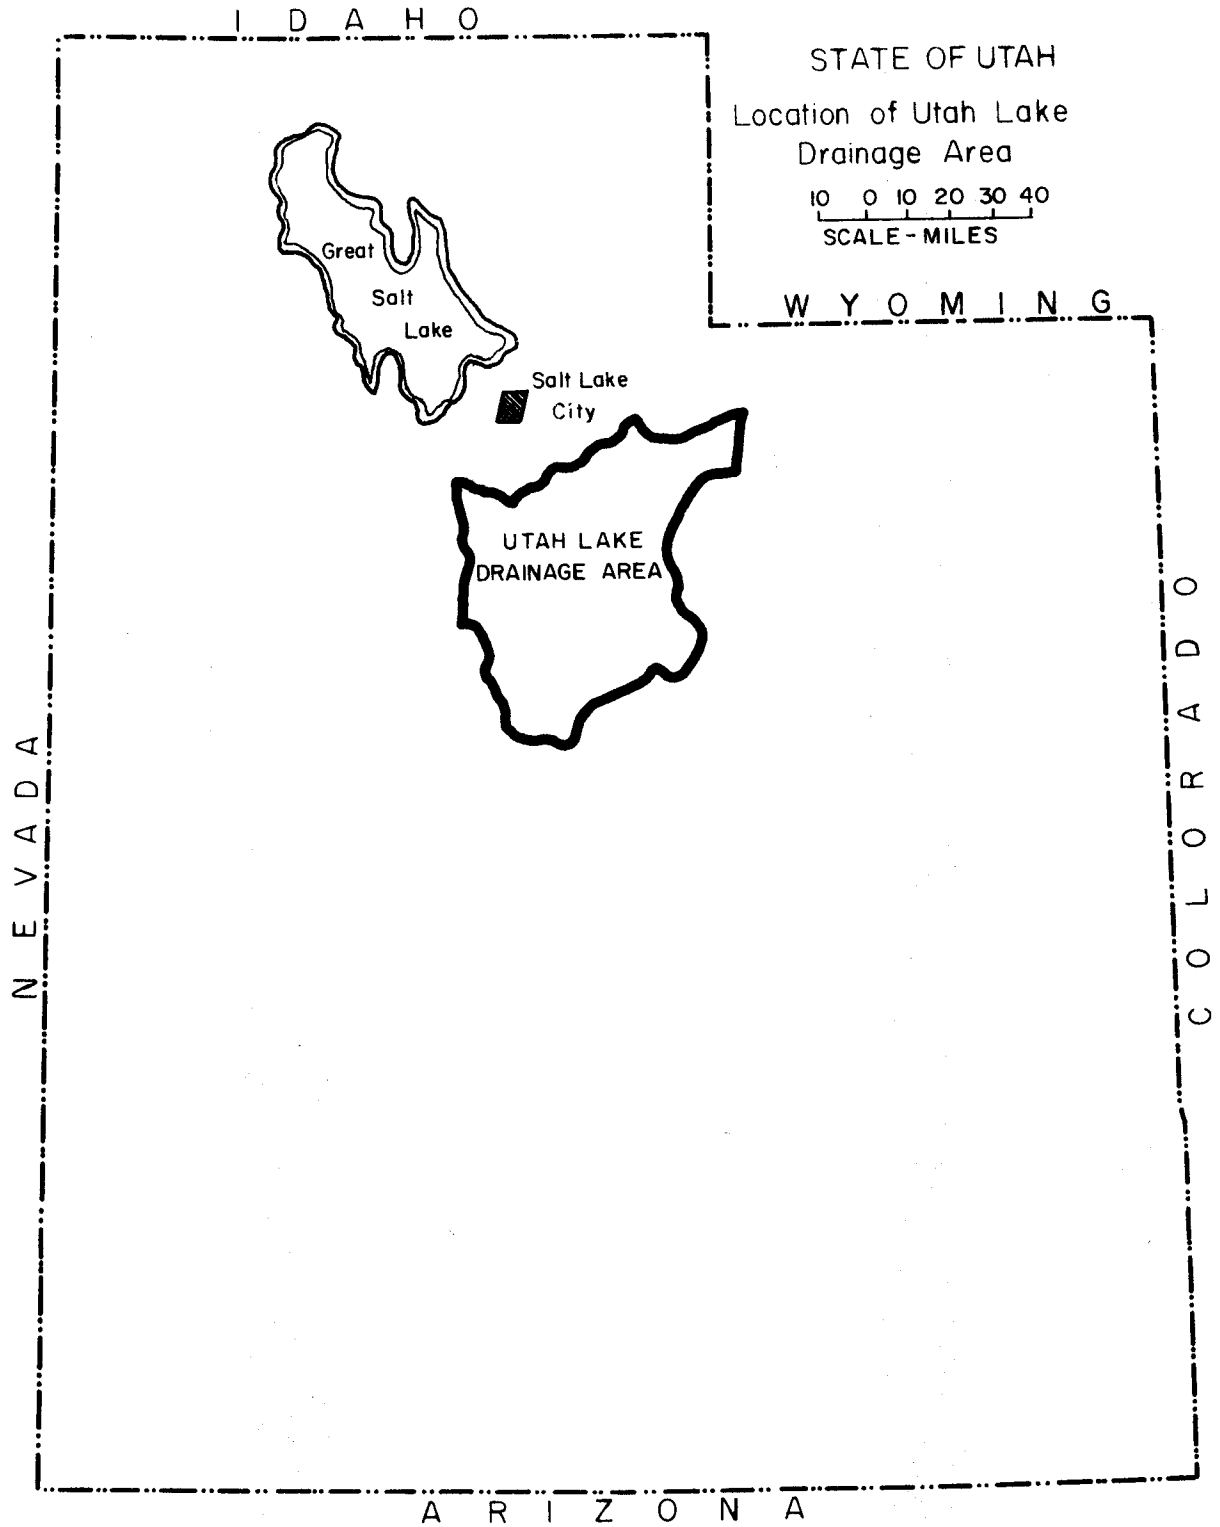 IDAHO
STATE OF UTAH
Location of Utah Lake
Drainage Area
10 0 10 20 30 40
SCALE-MILES
WYOMING
Great
Salt
Lake
Salt Lake
City
UTAH LAKE
DRAINAGE AREA
NEVADA
COLORADO
ARIZONA